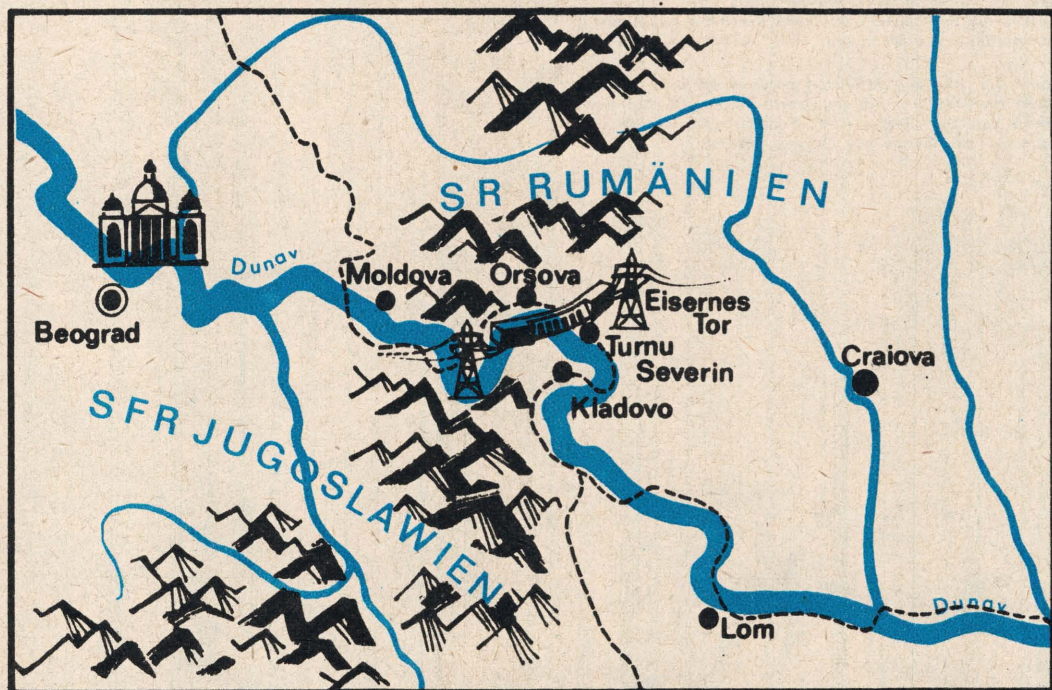 SR RUMÄNIEN
Dunav
Moldova
Orsova
Eisernes
Tor
Beograd
Turnu
Severin
Craiova
Kladovo
SFR JUGOSLAWIEN
Dunav
Lom